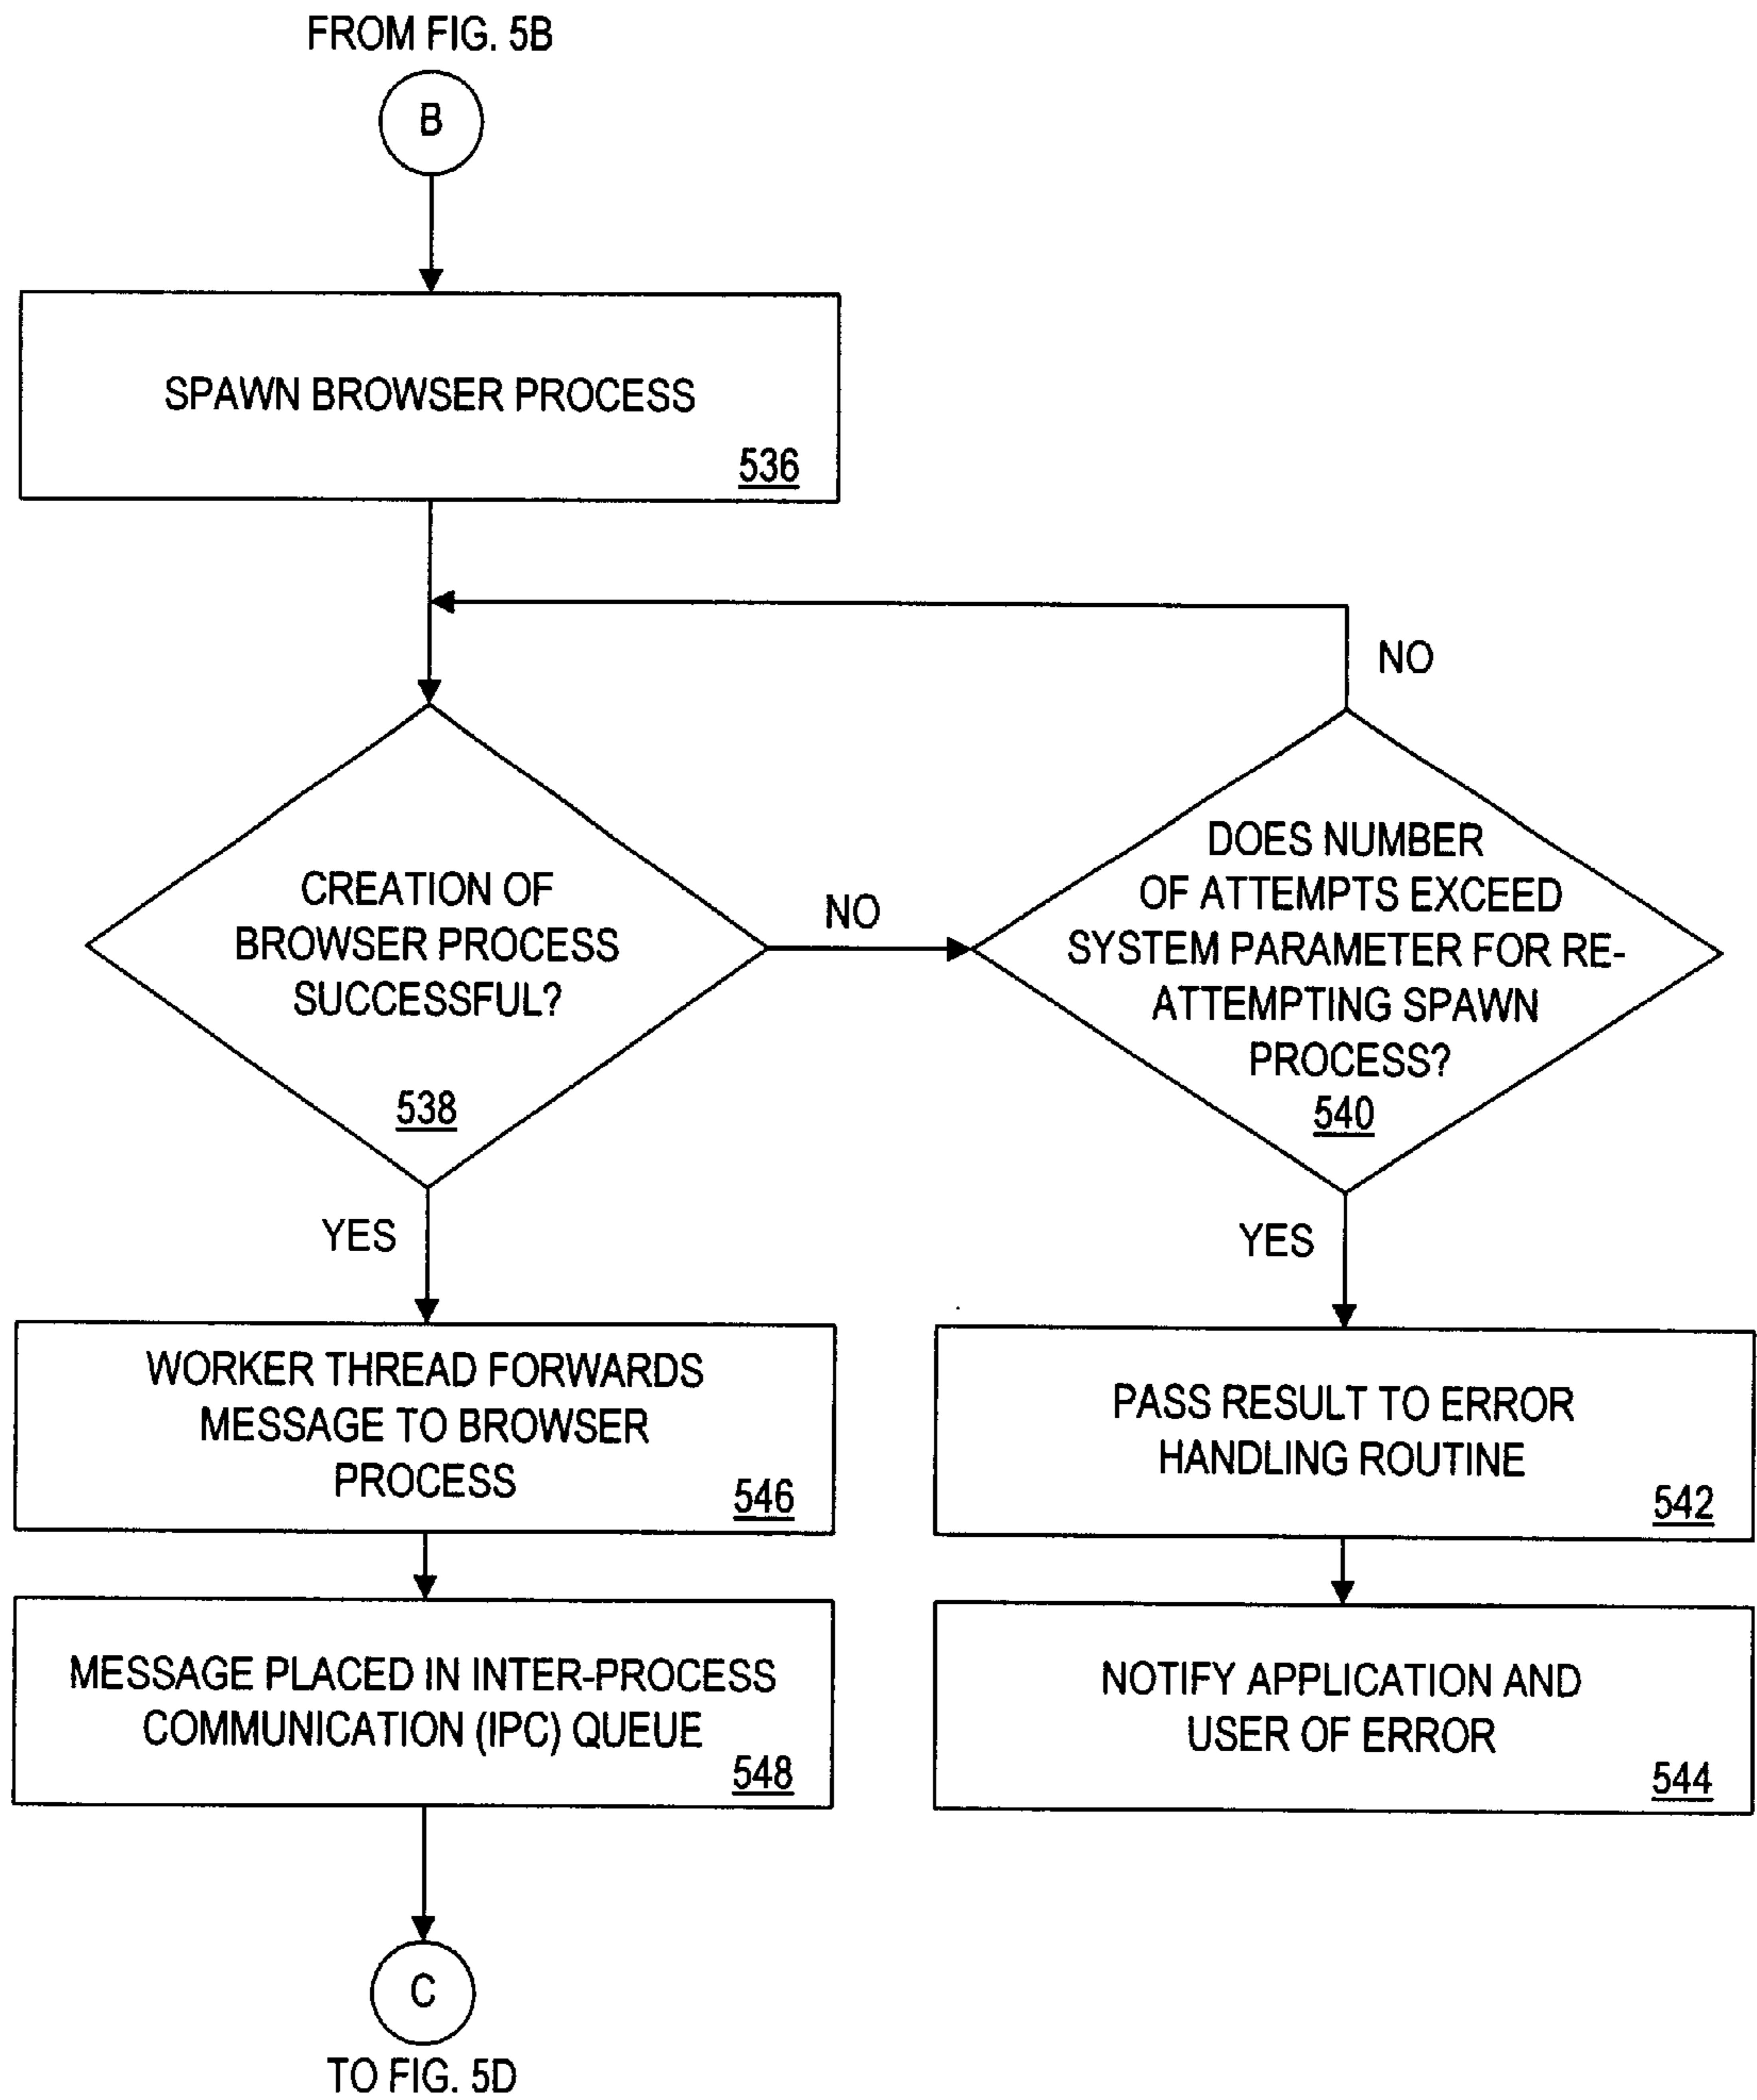 FROM FIG. 5B
B
SPAWN BROWSER PROCESS
536
NO
CREATION OF
BROWSER PROCESS
SUCCESSFUL?
538
NO
DOES NUMBER
OF ATTEMPTS EXCEED
SYSTEM PARAMETER FOR RE-
ATTEMPTING SPAWN
PROCESS?
540
YES
YES
WORKER THREAD FORWARDS
MESSAGE TO BROWSER
PROCESS
546
PASS RESULT TO ERROR
HANDLING ROUTINE
542
MESSAGE PLACED IN INTER-PROCESS
COMMUNICATION (IPC) QUEUE
548
NOTIFY APPLICATION AND
USER OF ERROR
544
C
TO FIG. 5D